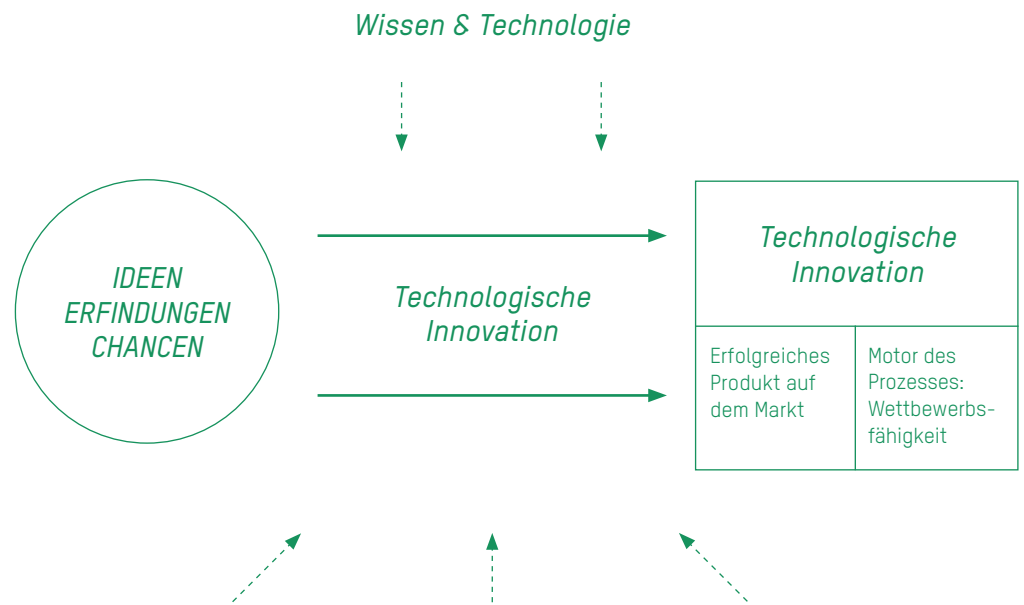 Wissen & Technologie
IDEEN
ERFINDUNGEN
CHANCEN
Technologische
Innovation
Technologische
Innovation
Erfolgreiches
Produkt auf
dem Markt
Motor des
Prozesses:
Wettbewerbs-
fähigkeit